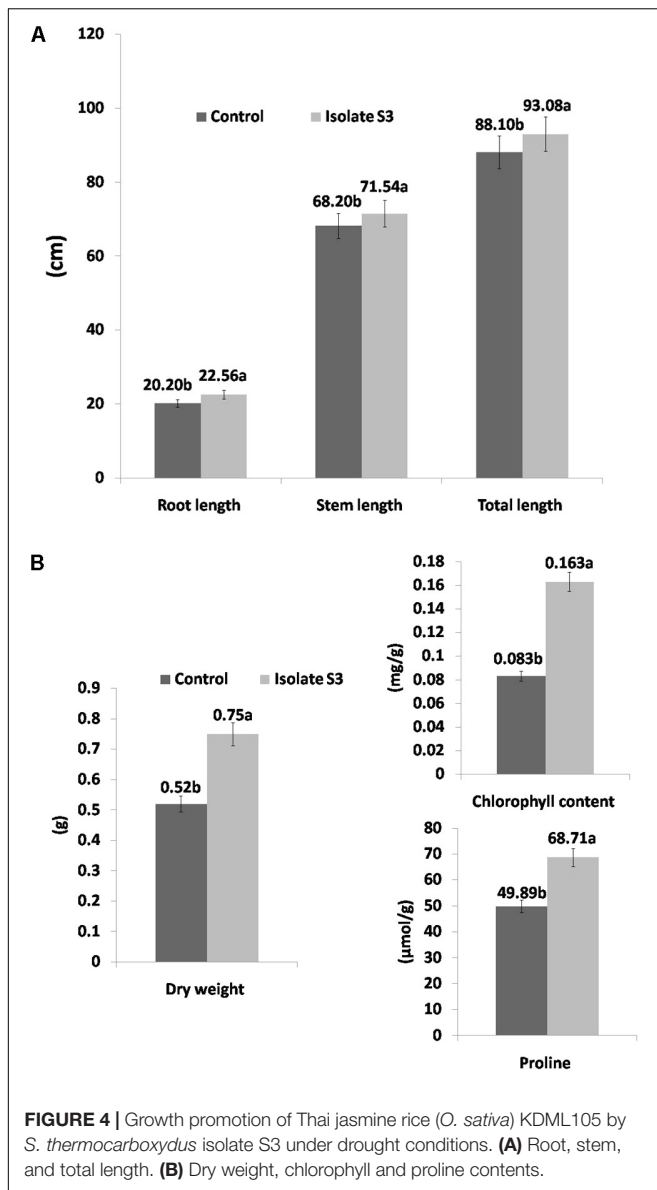 A
120
100
80
60
40
20
0
(cm)
Control Isolate S3
20.20b 22.56a
68.20b 71.54a
88.10b 93.08a
Root length Stem length Total length
B
0.9
0.8
0.7
0.6
0.5
0.4
0.3
0.2
0.1
0
(g)
Control Isolate S3
0.52b 0.75a
Dry weight
0.18
0.16
0.14
0.12
0.1
0.08
0.06
0.04
0.02
0
(mg/g)
0.083b 0.163a
Chlorophyll content
80
70
60
50
40
30
20
10
0
(μmol/g)
49.89b 68.71a
Proline
FIGURE 4 | Growth promotion of Thai jasmine rice (O. sativa) KDML105 by
S. thermocarboxydus isolate S3 under drought conditions. (A) Root, stem,
and total length. (B) Dry weight, chlorophyll and proline contents.